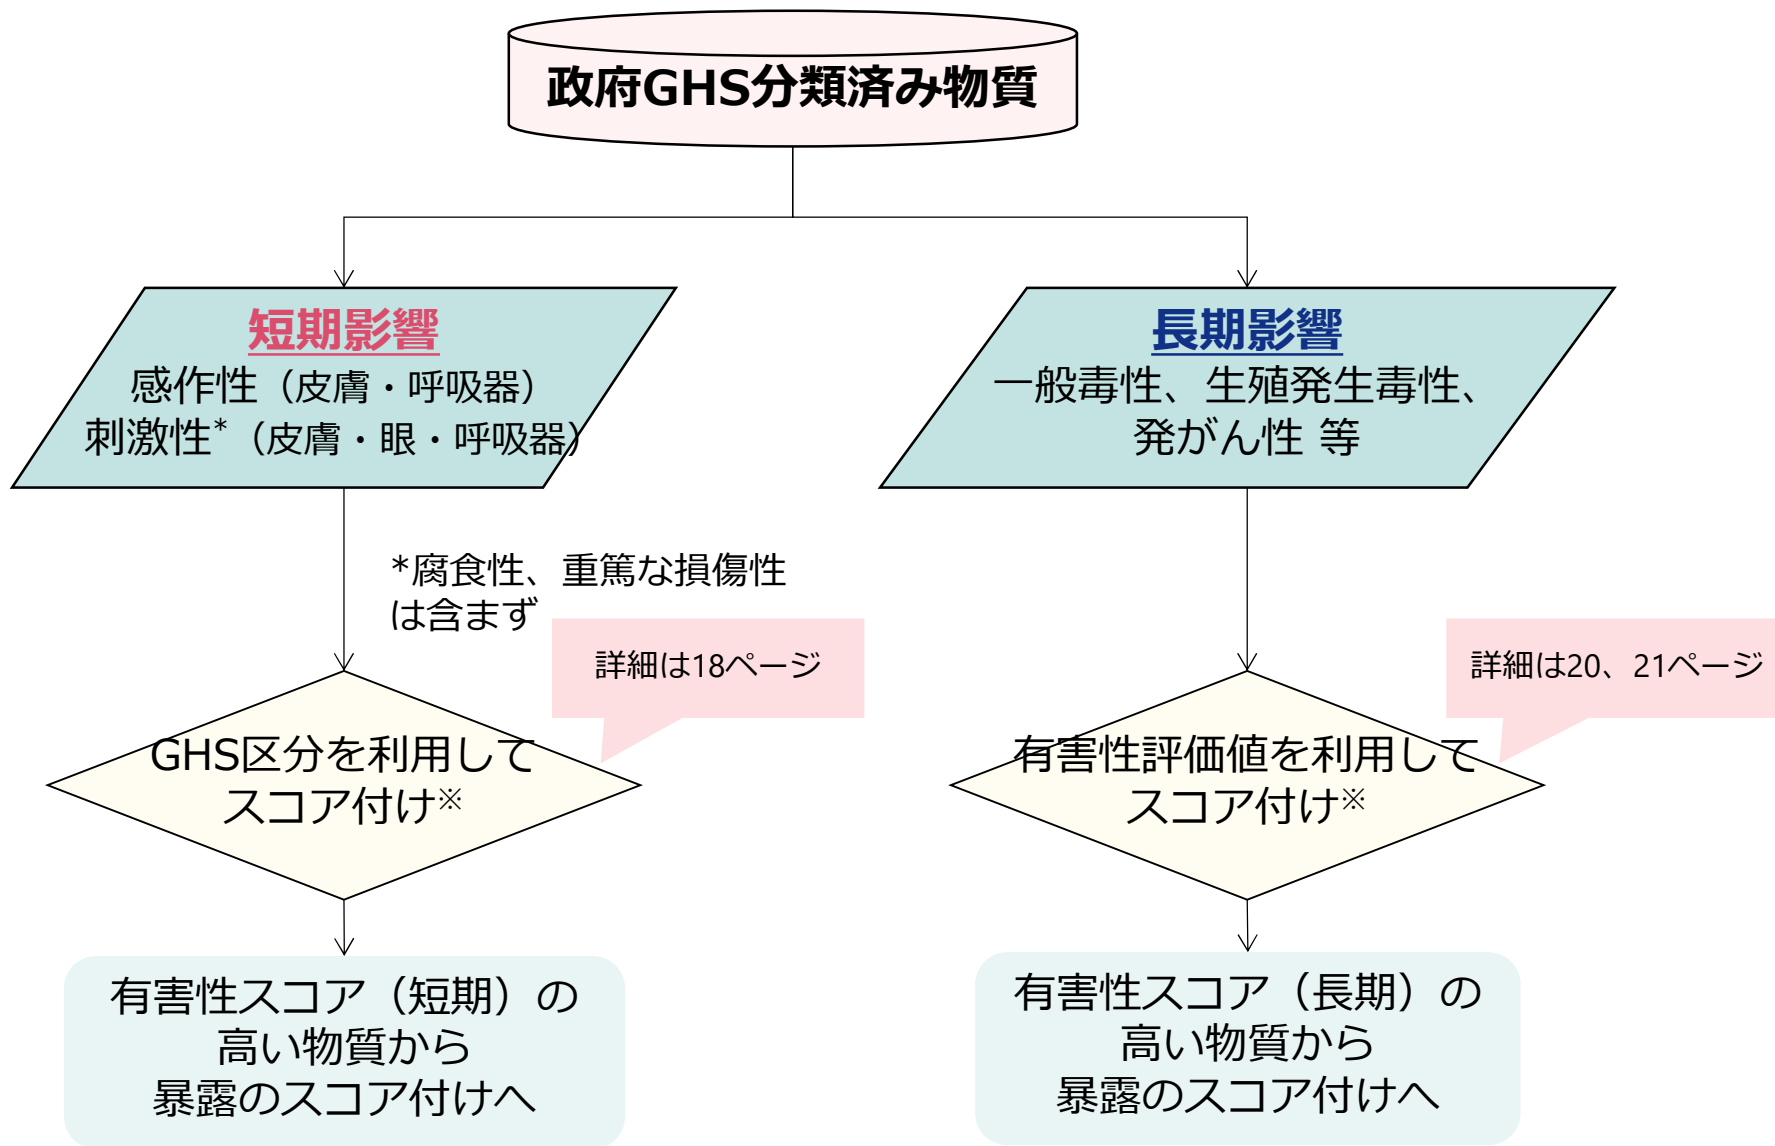 政府GHS分類済み物質
短期影響
感作性（皮膚・呼吸器）
刺激性*（皮膚・眼・呼吸器）
*腐食性、重篤な損傷性
は含まず
詳細は18ページ
GHS区分を利用して
スコア付け※
有害性スコア（短期）の
高い物質から
暴露のスコア付けへ
長期影響
一般毒性、生殖発生毒性、
発がん性 等
詳細は20、21ページ
有害性評価値を利用して
スコア付け※
有害性スコア（長期）の
高い物質から
暴露のスコア付けへ